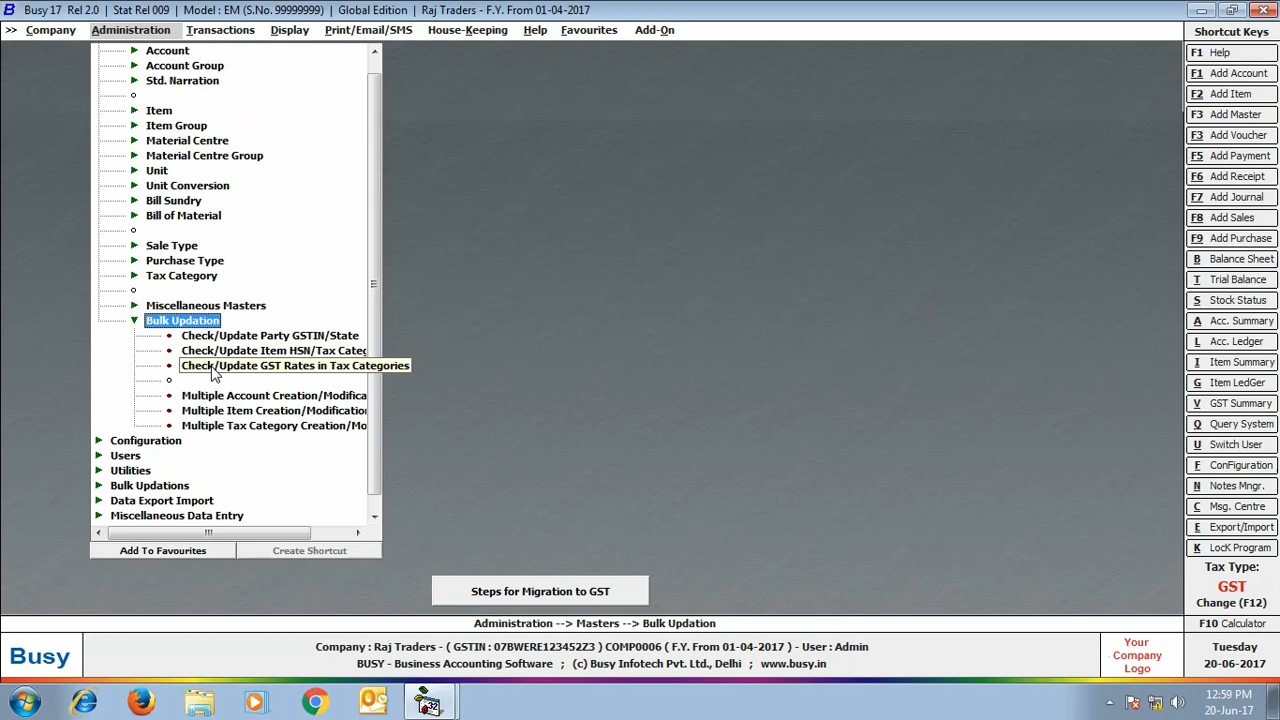 Busy 17 Rel 2.0 | Stat Rel 009 | Model : EM (S.No. 99999999) | Global Edition | Raj Traders - F.Y. From 01-04-2017
>> Company Administration Transactions Display Print/Email/SMS House-Keeping Help Favourites Add-On
Account
Account Group
Std. Narration
Item
Item Group
Material Centre
Material Centre Group
Unit
Unit Conversion
Bill Sundry
Bill of Material
Sale Type
Purchase Type
Tax Category
Miscellaneous Masters
Bulk Updation
Check/Update Party GSTIN/State
Check/Update Item HSN/Tax Categ
Check/Update GST Rates in Tax Categories
Multiple Account Creation/Modifica
Multiple Item Creation/Modification
Multiple Tax Category Creation/Mo
Configuration
Users
Utilities
Bulk Updations
Data Export Import
Miscellaneous Data Entry
Add To Favourites Create Shortcut
Steps for Migration to GST
Shortcut Keys
F1 Help
F1 Add Account
F2 Add Item
F3 Add Master
F3 Add Voucher
F5 Add Payment
F6 Add Receipt
F7 Add Journal
F8 Add Sales
F9 Add Purchase
B Balance Sheet
T Trial Balance
S Stock Status
A Acc. Summary
L Acc. Ledger
I Item Summary
G Item LedGer
V GST Summary
Q Query System
U Switch User
F ConFiguration
N Notes Mngr.
C Msg. Centre
E Export/Import
K LocK Program
Tax Type:
GST
Change (F12)
F10 Calculator
Administration --> Masters --> Bulk Updation
Busy
Company : Raj Traders - ( GSTIN : 07BWERE123452Z3 ) COMP0006 ( F.Y. From 01-04-2017 ) - User : Admin
BUSY - Business Accounting Software ; (c) Busy Infotech Pvt. Ltd., Delhi ; www.busy.in
Your
Company
Logo
Tuesday
20-06-2017
12:59 PM
20-Jun-17